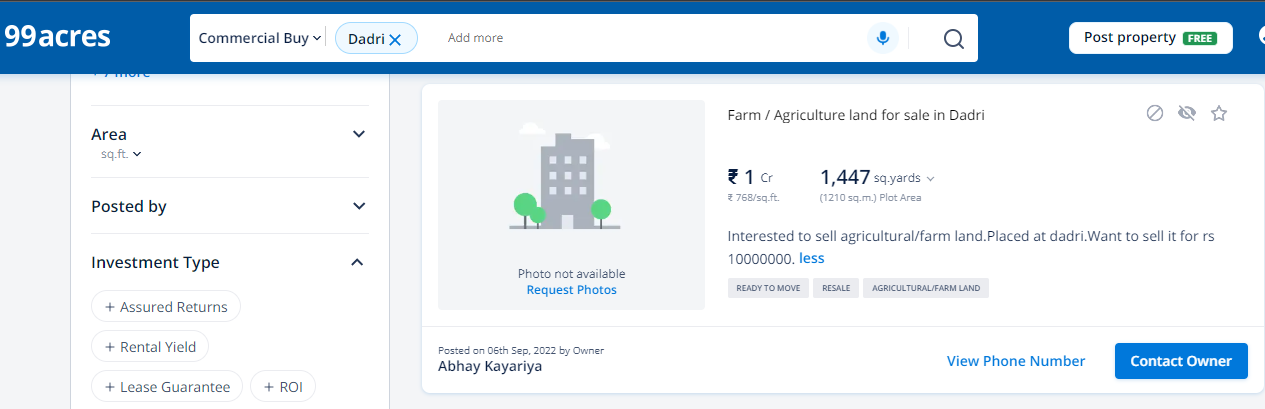 99acres
Commercial Buy
Dadri
Add more
Post property FREE
Area
sq.ft.
Posted by
Investment Type
+ Assured Returns
+ Rental Yield
+ Lease Guarantee
+ ROI
Photo not available
Request Photos
Farm / Agriculture land for sale in Dadri
₹ 1 Cr
₹ 768/sq.ft.
1,447 sq.yards
(1210 sq.m.) Plot Area
Interested to sell agricultural/farm land.Placed at dadri.Want to sell it for rs
10000000. less
READY TO MOVE
RESALE
AGRICULTURAL/FARM LAND
Posted on 06th Sep, 2022 by Owner
Abhay Kayariya
View Phone Number
Contact Owner